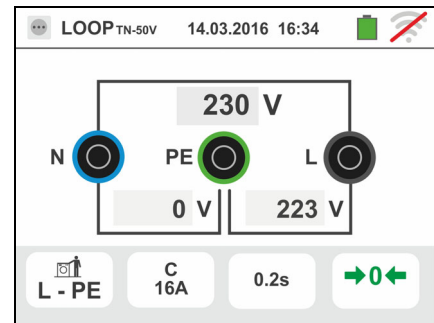 LOOP TN-50V 14.03.2016 16:34
230 V
N PE L
0 V 223 V
C
L - PE 16A 0.2s →0←